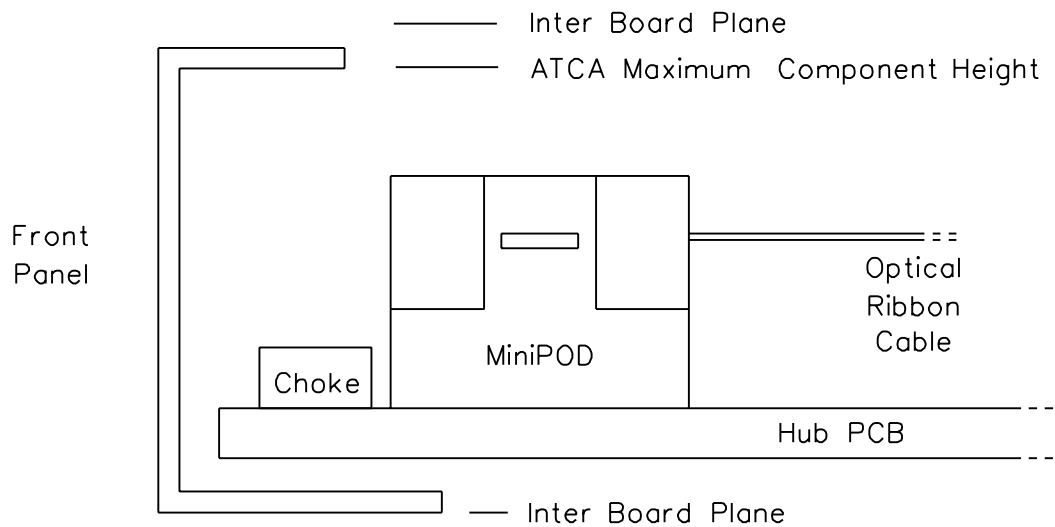 Inter Board Plane
ATCA Maximum Component Height
Front
Panel
Optical
Ribbon
Cable
MiniPOD
Choke
Hub PCB
Inter Board Plane